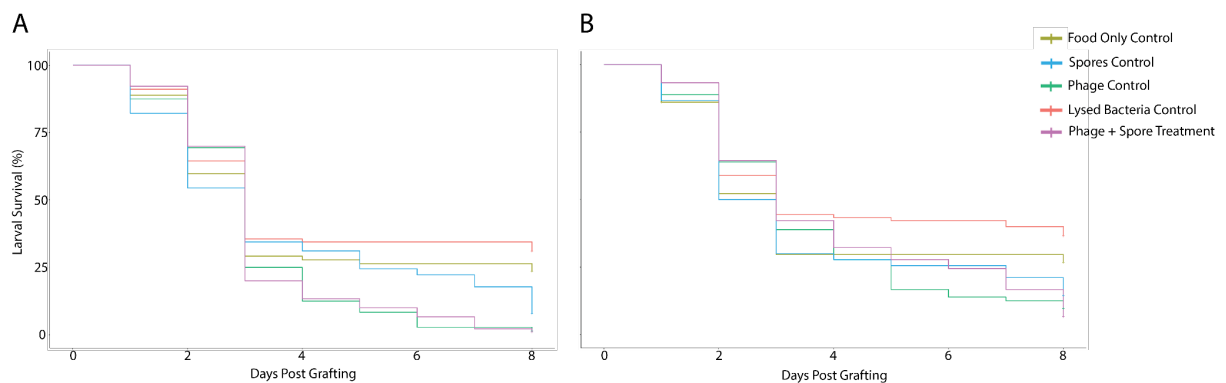 A
B
Food Only Control
Spores Control
Phage Control
Lysed Bacteria Control
Phage + Spore Treatment
Larval Survival (%)
100
75
50
25
0
0 2 4 6 8
Days Post Grafting
0 2 4 6 8
Days Post Grafting